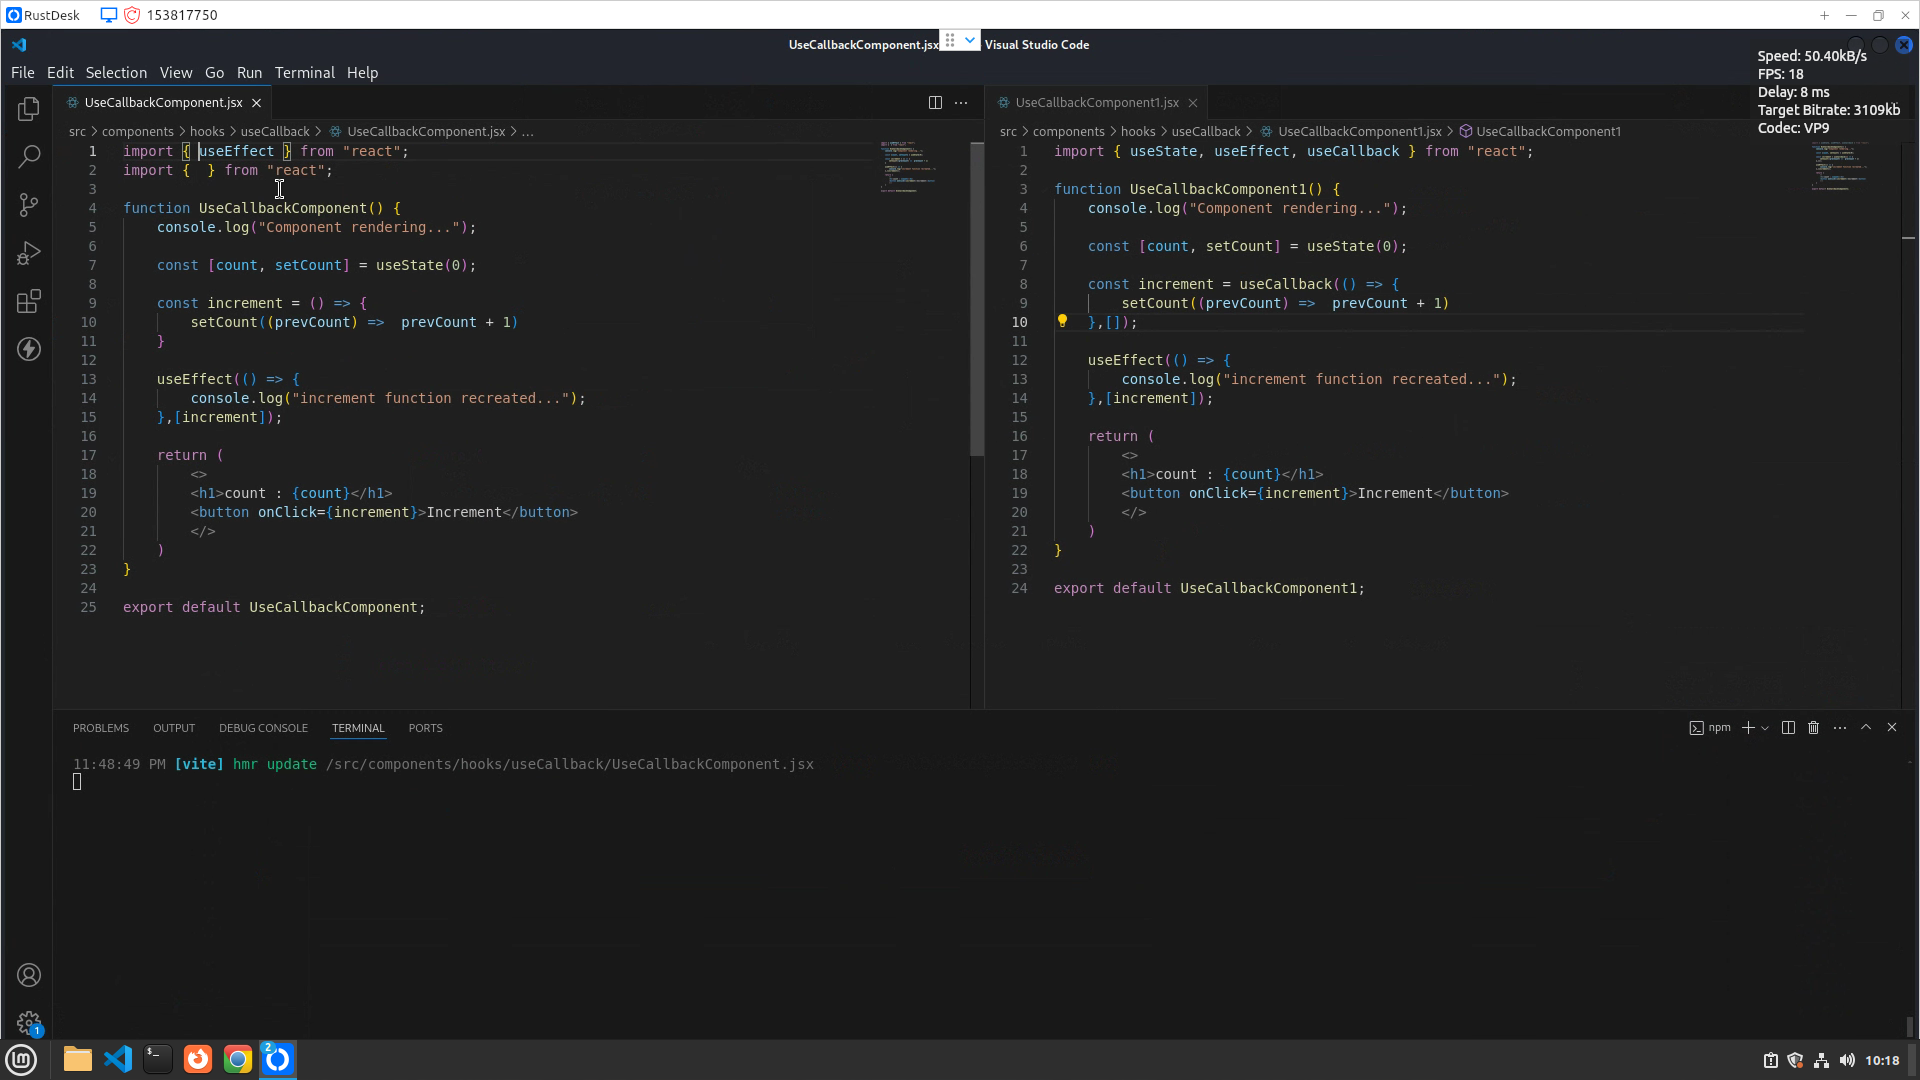 RustDesk 153817750
UseCallbackComponent.jsx Visual Studio Code
Speed: 50.40kB/s
FPS: 18
Delay: 8 ms
Target Bitrate: 3109kb
Codec: VP9
File Edit Selection View Go Run Terminal Help
UseCallbackComponent.jsx
src > components > hooks > useCallback > UseCallbackComponent.jsx > ...
1 import { useEffect } from "react";
2 import {  } from "react";
3
4 function UseCallbackComponent() {
5 console.log("Component rendering...");
6
7 const [count, setCount] = useState(0);
8
9 const increment = () => {
10 setCount((prevCount) =>  prevCount + 1)
11 }
12
13 useEffect(() => {
14 console.log("increment function recreated...");
15 },[increment]);
16
17 return (
18 <>
19 <h1>count : {count}</h1>
20 <button onClick={increment}>Increment</button>
21 </>
22 )
23 }
24
25 export default UseCallbackComponent;
UseCallbackComponent1.jsx
src > components > hooks > useCallback > UseCallbackComponent1.jsx > UseCallbackComponent1
1 import { useState, useEffect, useCallback } from "react";
2
3 function UseCallbackComponent1() {
4 console.log("Component rendering...");
5
6 const [count, setCount] = useState(0);
7
8 const increment = useCallback(() => {
9 setCount((prevCount) =>  prevCount + 1)
10 },[]);
11
12 useEffect(() => {
13 console.log("increment function recreated...");
14 },[increment]);
15
16 return (
17 <>
18 <h1>count : {count}</h1>
19 <button onClick={increment}>Increment</button>
20 </>
21 )
22 }
23
24 export default UseCallbackComponent1;
PROBLEMS OUTPUT DEBUG CONSOLE TERMINAL PORTS
npm
11:48:49 PM [vite] hmr update /src/components/hooks/useCallback/UseCallbackComponent.jsx
1
2
10:18